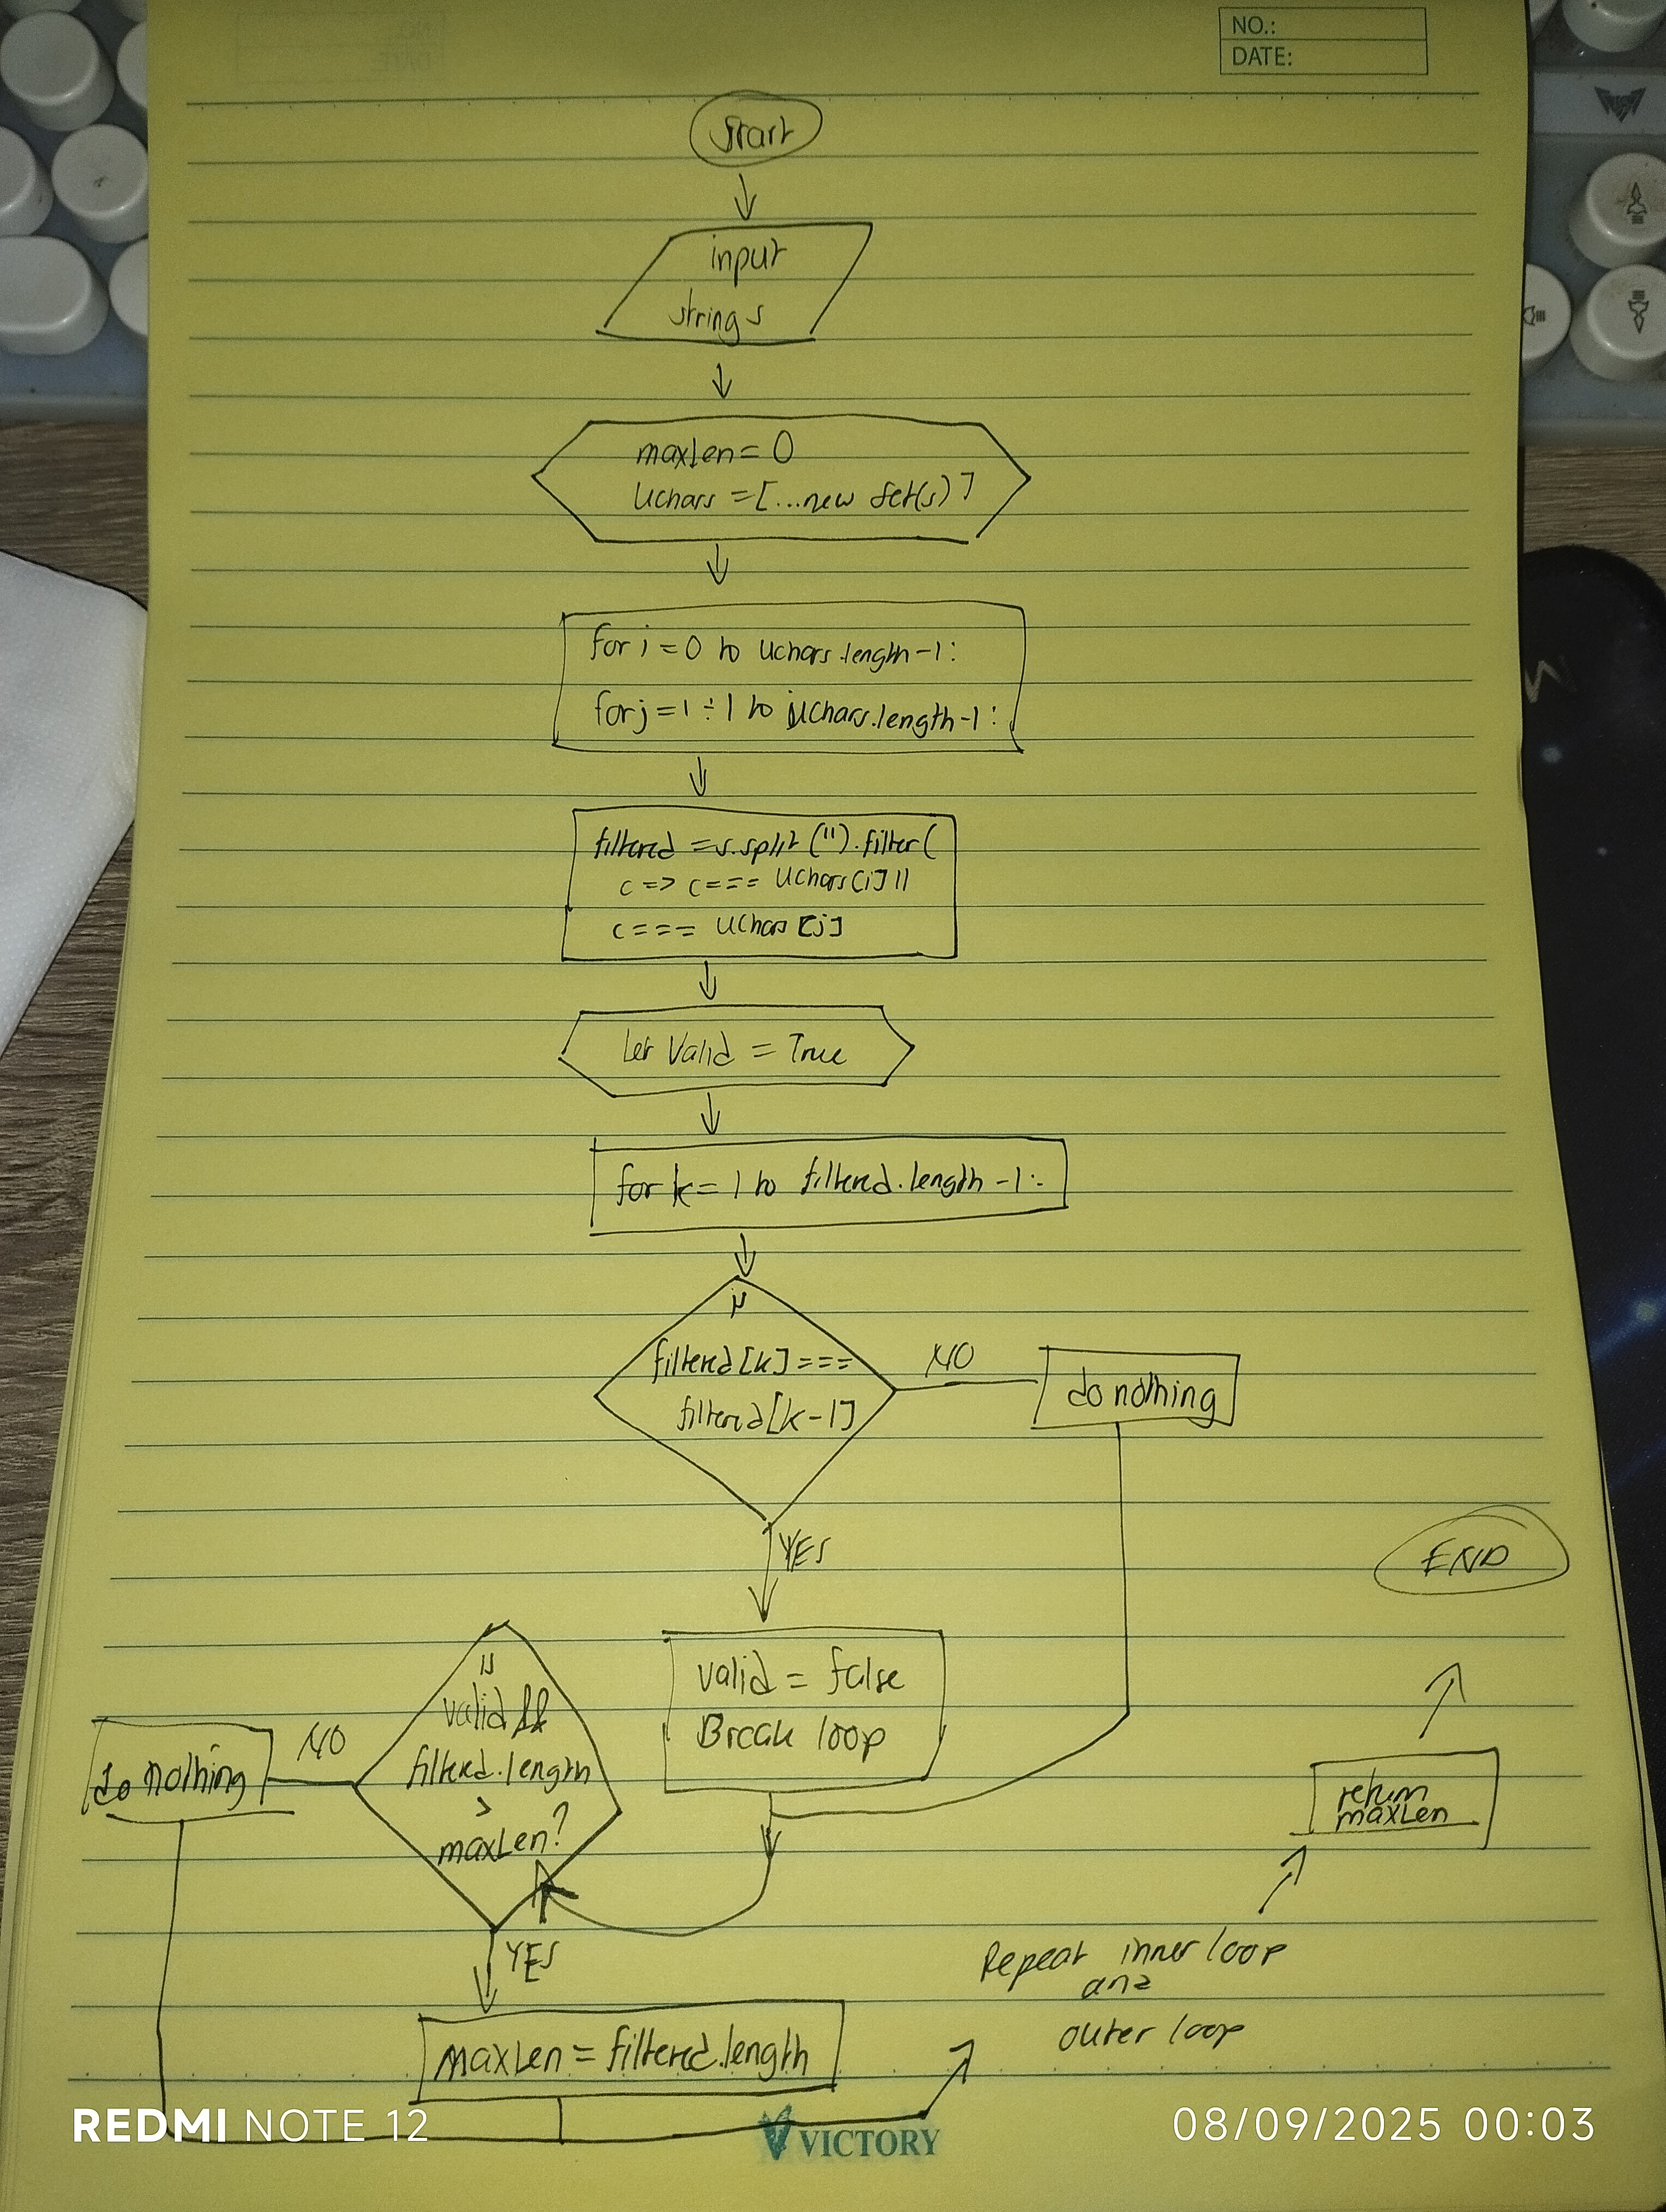 NO.:
DATE:
Start
input
string s
maxLen = 0
Uchars = [...new Set(s)]
for i = 0 to Uchars.length-1:
for j = 1 ÷ 1 to Uchars.length-1:
filtered = s.split('').filter(
c => c === Uchars[i] ||
c === Uchars[j]
Let Valid = True
for k = 1 to filtered.length -1:
is
filtered[k] ===
filtered[k-1]
NO
do nothing
YES
valid = false
Break loop
is
valid &&
filtered.length
>
maxLen?
NO
do nothing
YES
maxLen = filtered.length
Repeat inner loop
and
outer loop
return
maxLen
END
REDMI NOTE 12
VICTORY
08/09/2025 00:03